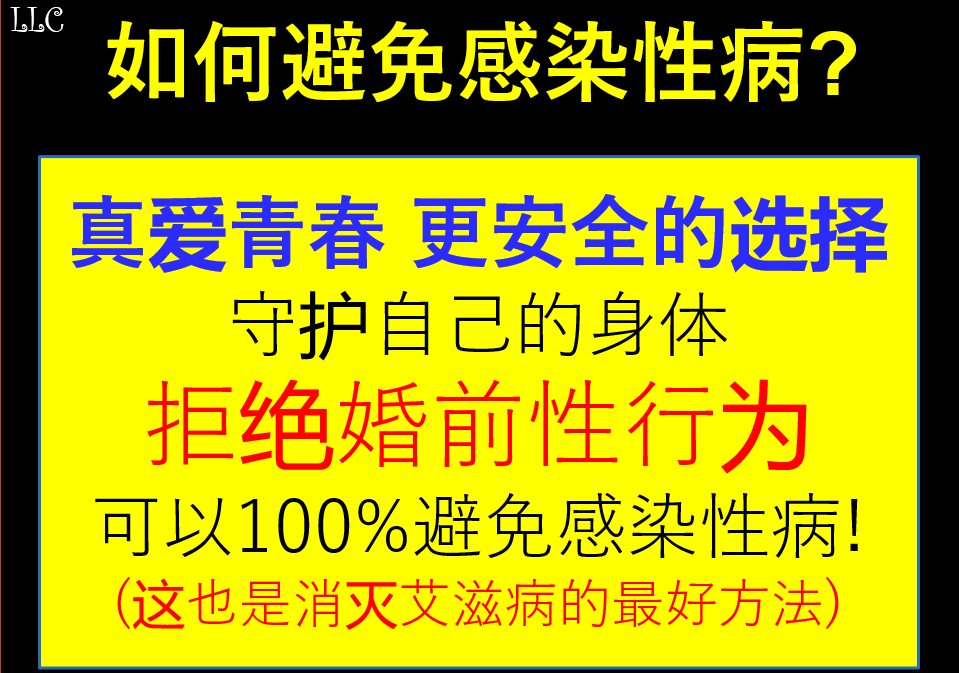 LLC
如何避免感染性病?
真爱青春 更安全的选择
守护自己的身体
拒绝婚前性行为
可以100%避免感染性病!
(这也是消灭艾滋病的最好方法)